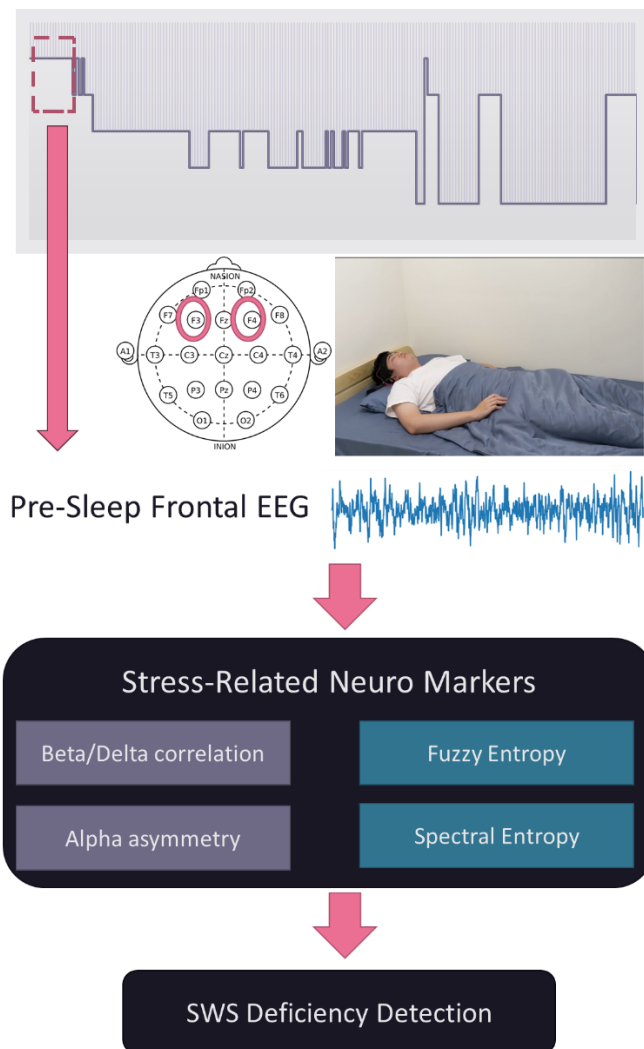 NASION
Fp1 Fp2
F7 F3 Fz F4 F8
A1 T3 C3 Cz C4 T4 A2
T5 P3 Pz P4 T6
O1 O2
INION
Pre-Sleep Frontal EEG
Stress-Related Neuro Markers
Beta/Delta correlation Fuzzy Entropy
Alpha asymmetry Spectral Entropy
SWS Deficiency Detection